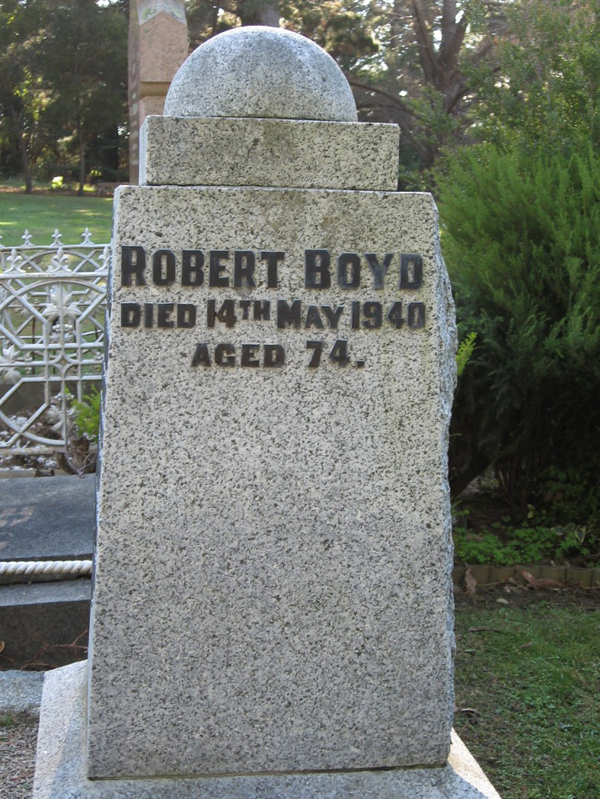 ROBERT BOYD
DIED 14TH MAY 1940
AGED 74.